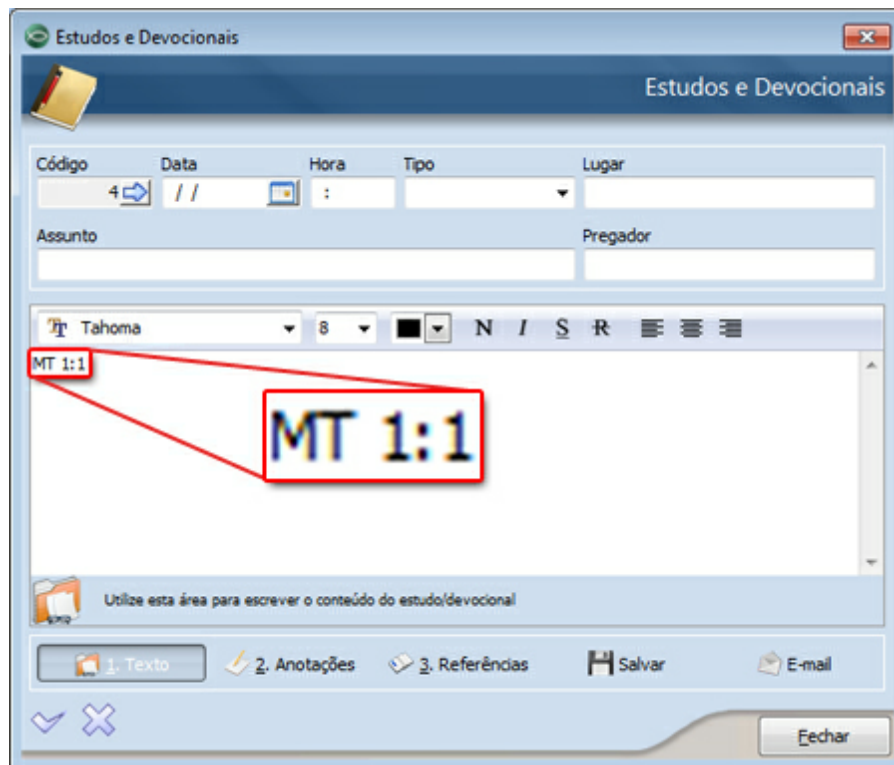 Estudos e Devocionais
Estudos e Devocionais
Código Data Hora Tipo Lugar
4 / / :
Assunto Pregador
Tahoma 8 N I S R
MT 1:1
MT 1:1
Utilize esta área para escrever o conteúdo do estudo/devocional
1. Texto 2. Anotações 3. Referências Salvar E-mail
Fechar